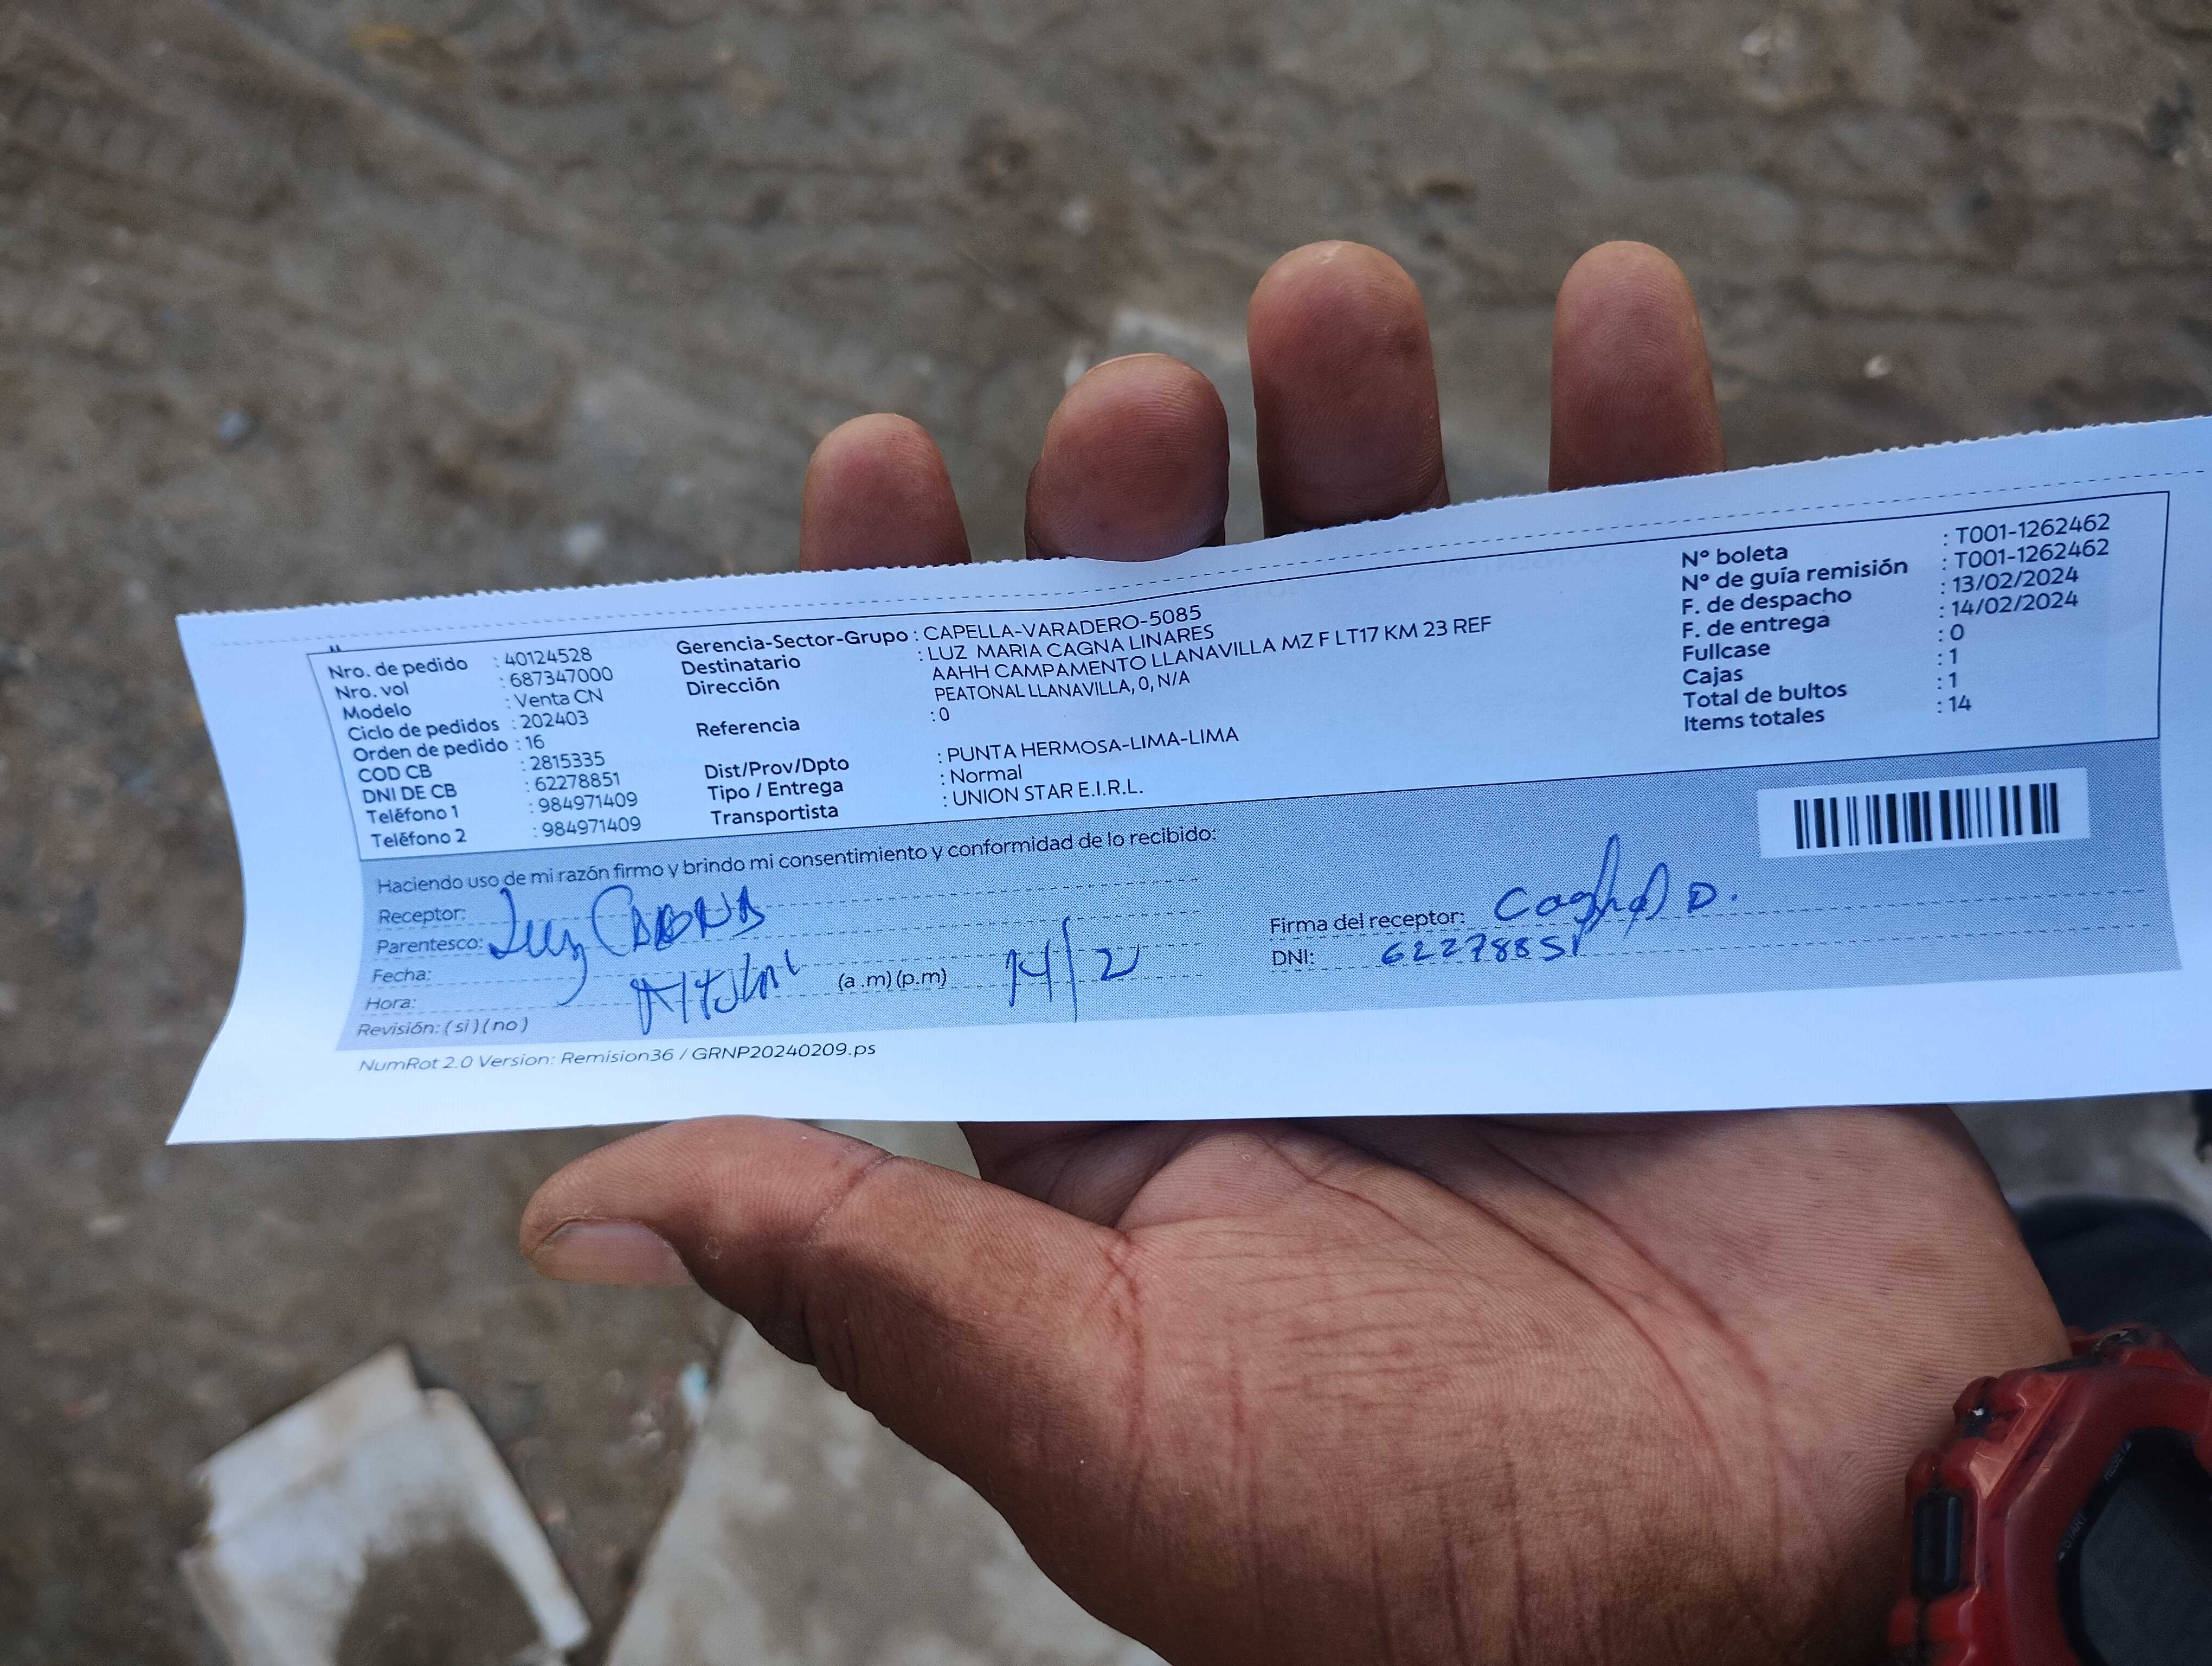 Nro. de pedido : 40124528
Nro. vol : 687347000
Modelo : Venta CN
Ciclo de pedidos : 202403
Orden de pedido : 16
COD CB : 2815335
DNI DE CB : 62278851
Teléfono 1 : 984971409
Teléfono 2 : 984971409
Gerencia-Sector-Grupo : CAPELLA-VARADERO-5085
Destinatario : LUZ MARIA CAGNA LINARES
Dirección AAHH CAMPAMENTO LLANAVILLA MZ F LT17 KM 23 REF
PEATONAL LLANAVILLA, 0, N/A
Referencia : 0
Dist/Prov/Dpto : PUNTA HERMOSA-LIMA-LIMA
Tipo / Entrega : Normal
Transportista : UNION STAR E.I.R.L.
N° boleta : T001-1262462
N° de guía remisión : T001-1262462
F. de despacho : 13/02/2024
F. de entrega : 14/02/2024
Fullcase : 0
Cajas : 1
Total de bultos : 1
Items totales : 14
Haciendo uso de mi razón firmo y brindo mi consentimiento y conformidad de lo recibido:
Receptor: Luz Cagna
Parentesco:
Fecha:
Hora: (a .m) (p.m) 14/2
Revisión: ( si ) ( no )
Firma del receptor:
DNI: 62278851
NumRot 2.0 Version: Remision36 / GRNP20240209.ps